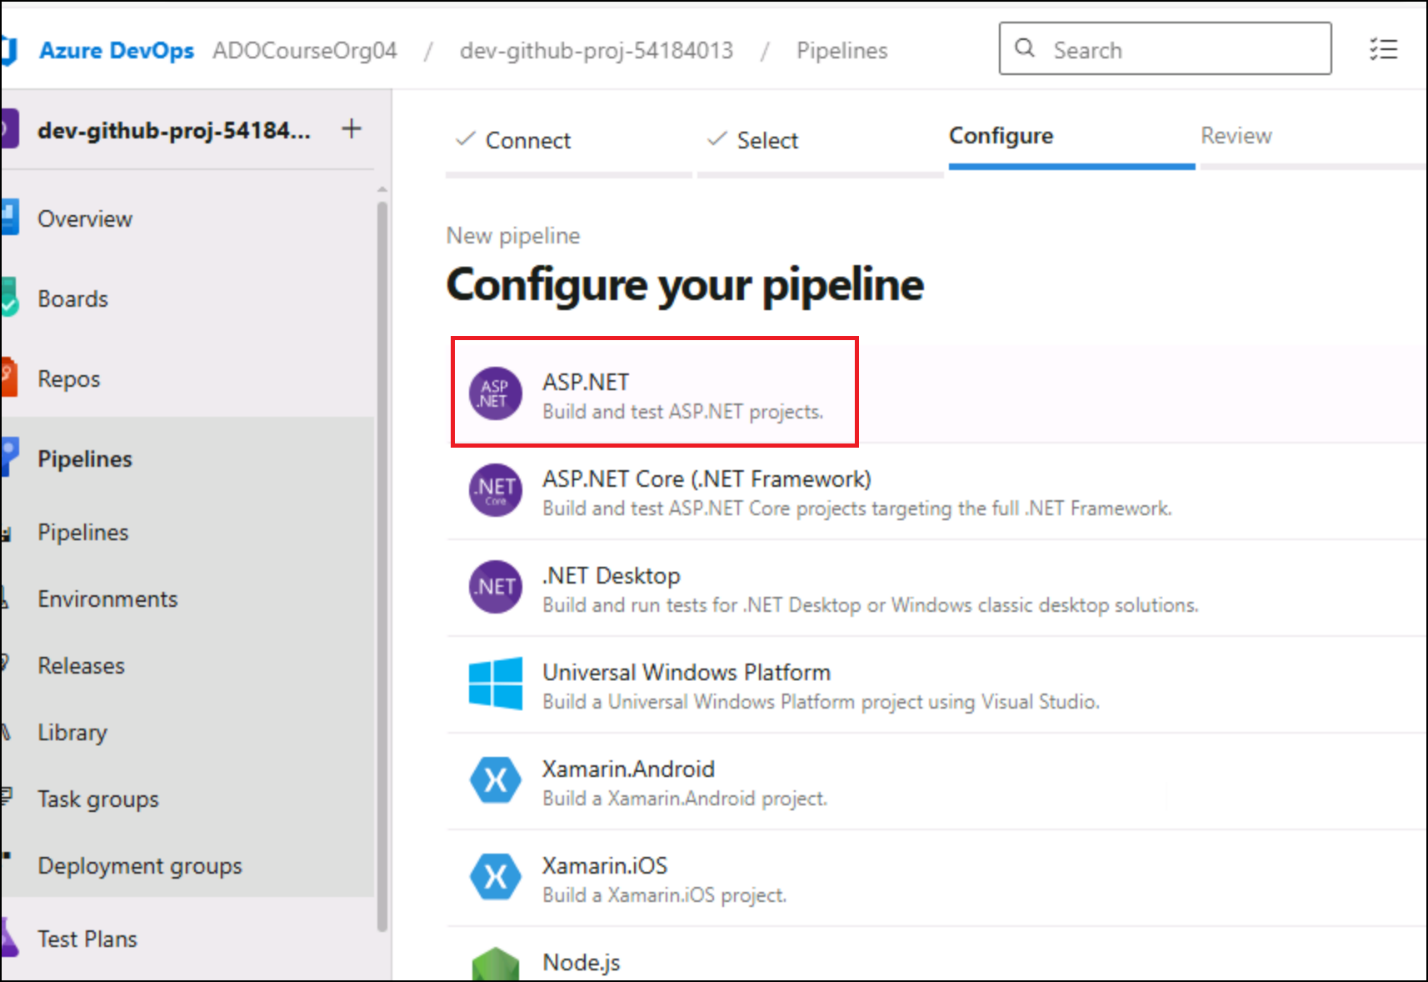 Azure DevOps ADOCourseOrg04 / dev-github-proj-54184013 / Pipelines Search
dev-github-proj-54184... +
Overview
Boards
Repos
Pipelines
Pipelines
Environments
Releases
Library
Task groups
Deployment groups
Test Plans
Connect Select Configure Review
New pipeline
Configure your pipeline
ASP
.NET
ASP.NET
Build and test ASP.NET projects.
.NET
Core
ASP.NET Core (.NET Framework)
Build and test ASP.NET Core projects targeting the full .NET Framework.
.NET
.NET Desktop
Build and run tests for .NET Desktop or Windows classic desktop solutions.
Universal Windows Platform
Build a Universal Windows Platform project using Visual Studio.
Xamarin.Android
Build a Xamarin.Android project.
Xamarin.iOS
Build a Xamarin.iOS project.
Node.js